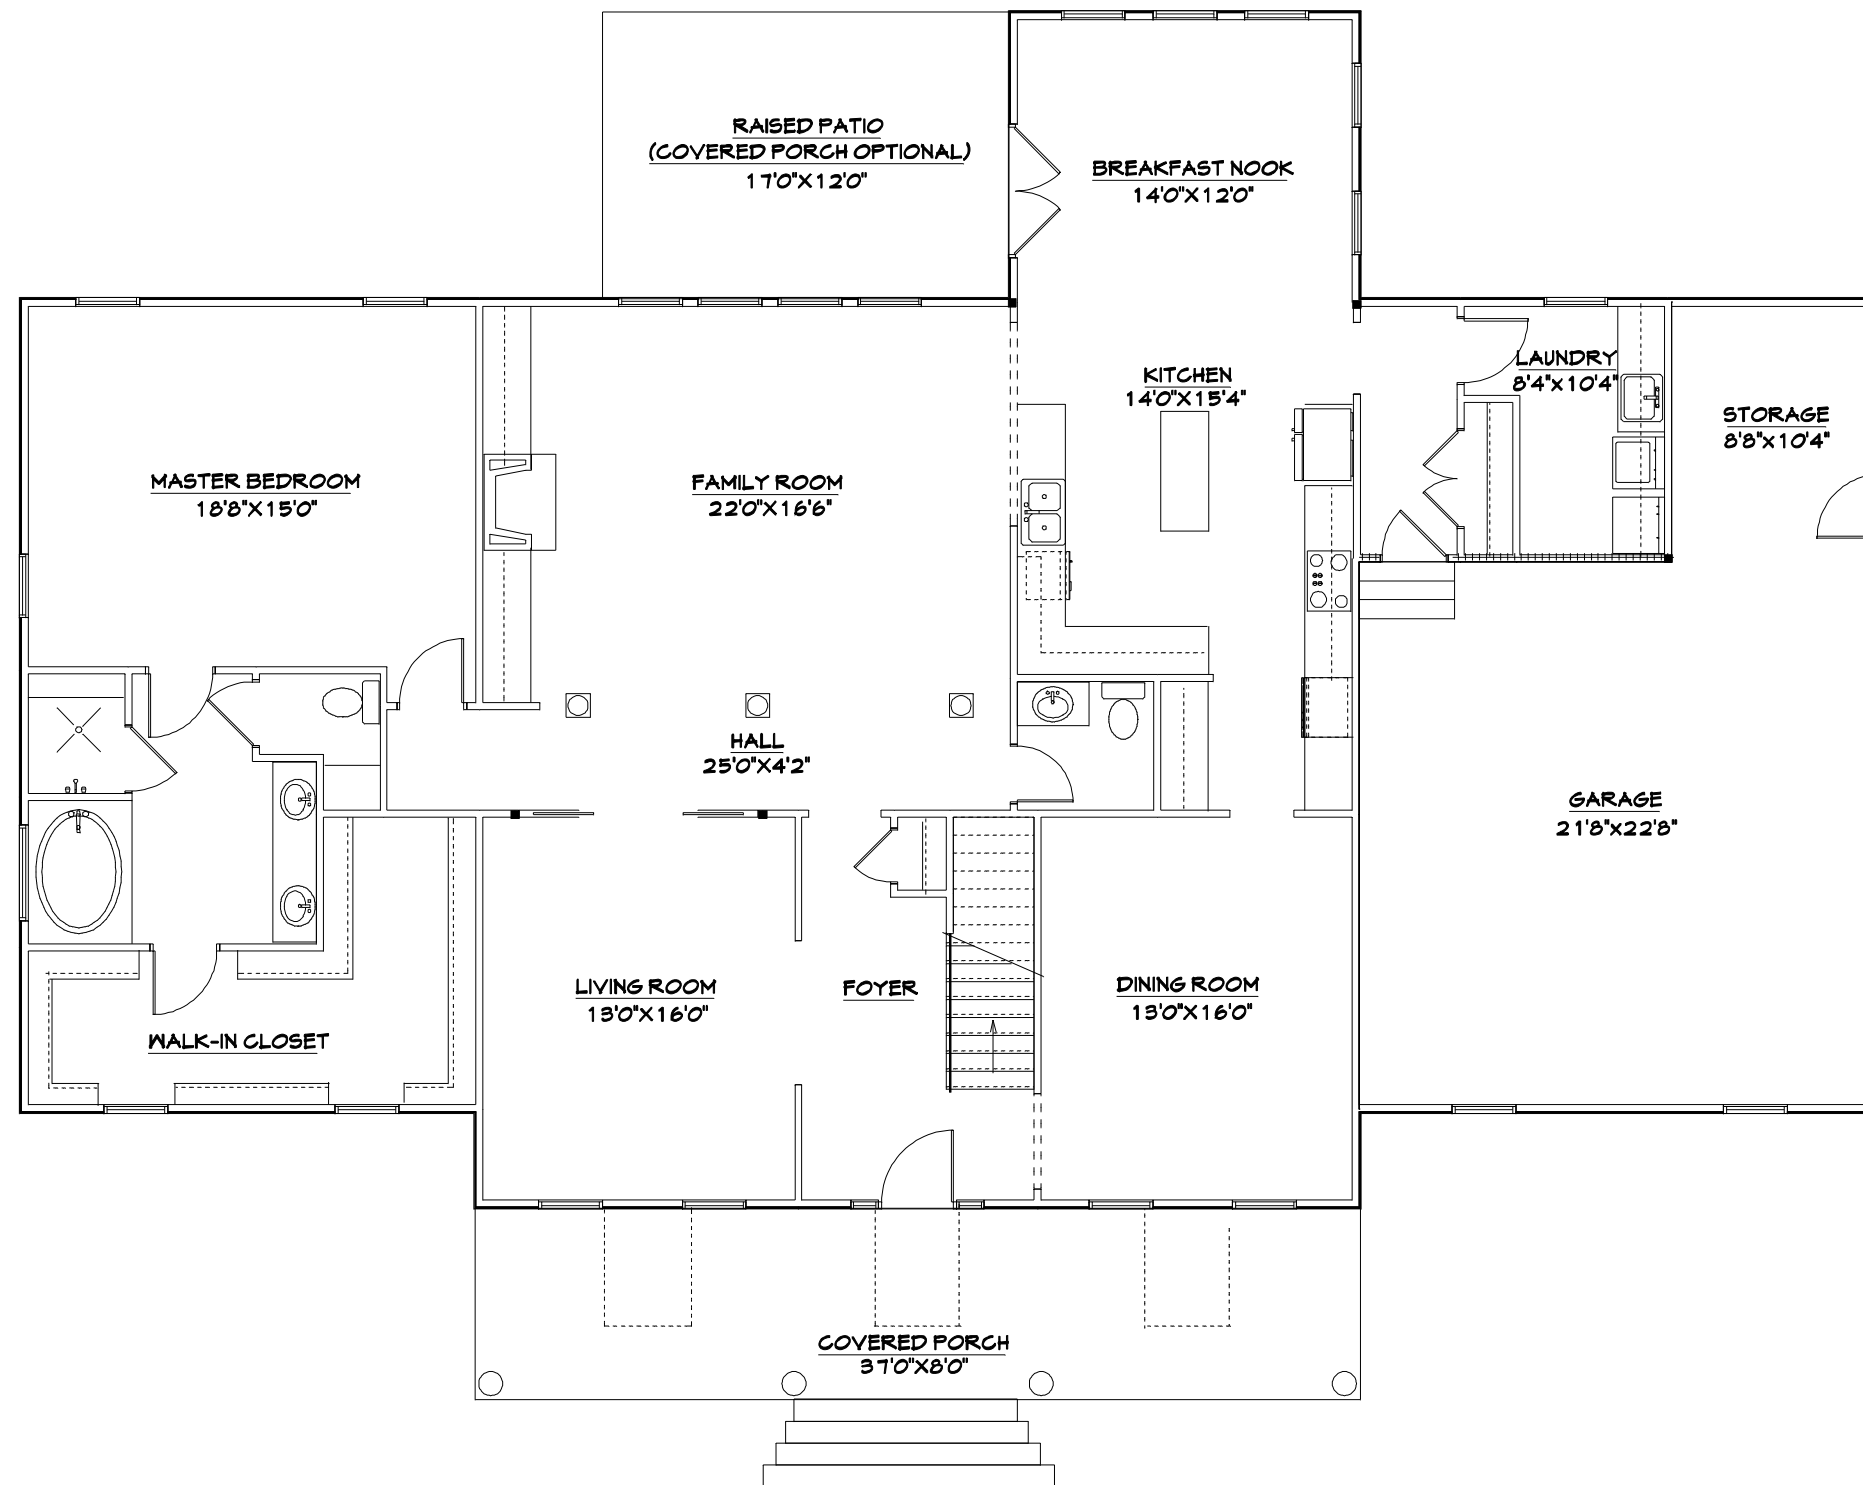 RAISED PATIO
(COVERED PORCH OPTIONAL)
17'0"X12'0"
BREAKFAST NOOK
14'0"X12'0"
KITCHEN
14'0"X15'4"
LAUNDRY
8'4"x10'4"
STORAGE
8'8"x10'4"
MASTER BEDROOM
18'8"X15'0"
FAMILY ROOM
22'0"X16'6"
HALL
25'0"X4'2"
GARAGE
21'8"x22'8"
LIVING ROOM
13'0"X16'0"
FOYER
DINING ROOM
13'0"X16'0"
WALK-IN CLOSET
COVERED PORCH
37'0"X8'0"